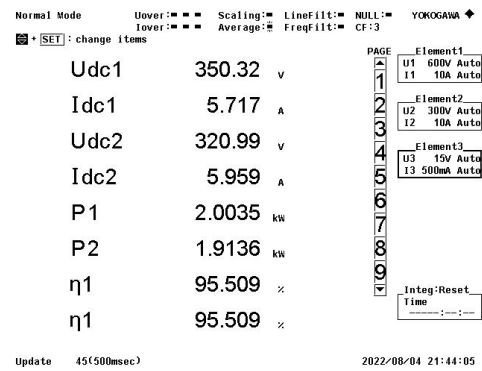 Normal Mode Uover:■ ■ ■ Scaling:■ LineFilt:■ NULL:■ YOKOGAWA ◆
Iover:■ ■ ■ Average:■ FreqFilt:■ CF:3
+ SET : change items
PAGE
Udc1 350.32 V
Idc1 5.717 A
Udc2 320.99 V
Idc2 5.959 A
P1 2.0035 kW
P2 1.9136 kW
η1 95.509 %
η1 95.509 %
1
2
3
4
5
6
7
8
9
Element1
U1 600V Auto
I1 10A Auto
Element2
U2 300V Auto
I2 10A Auto
Element3
U3 15V Auto
I3 500mA Auto
Integ:Reset
Time
-----:--:--
Update 45(500msec) 2022/08/04 21:44:05